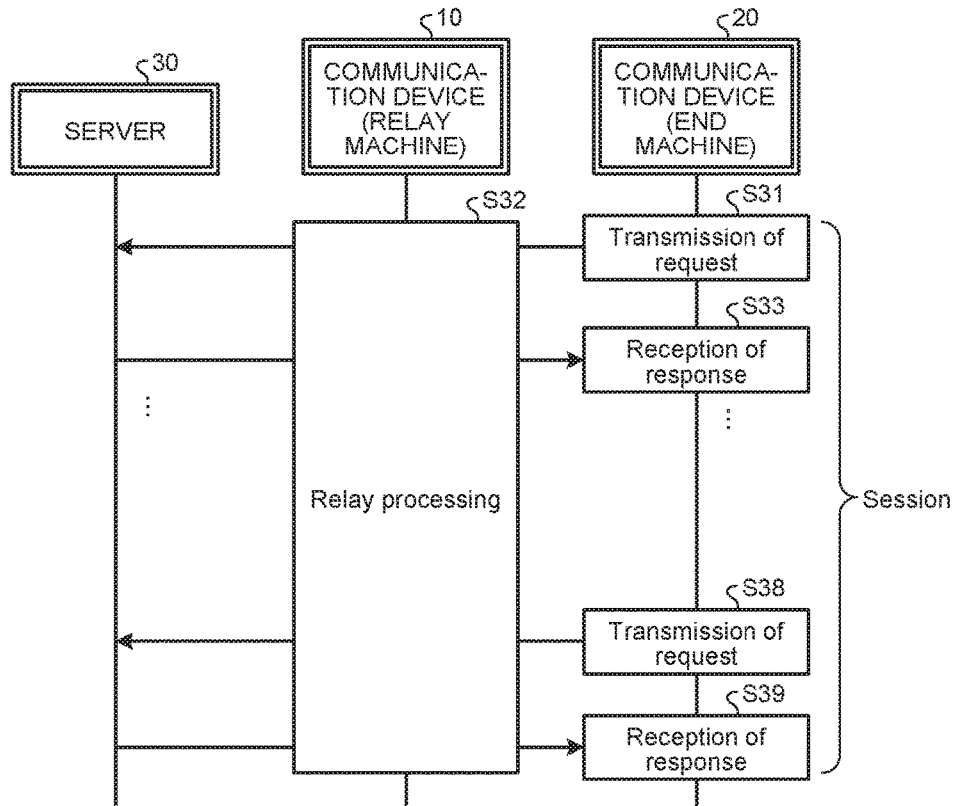 10
20
30
COMMUNICA-
TION DEVICE
(RELAY
MACHINE)
COMMUNICA-
TION DEVICE
(END
MACHINE)
SERVER
S32
S31
Transmission of
request
S33
Reception of
response
⋮
⋮
Relay processing
Session
S38
Transmission of
request
S39
Reception of
response